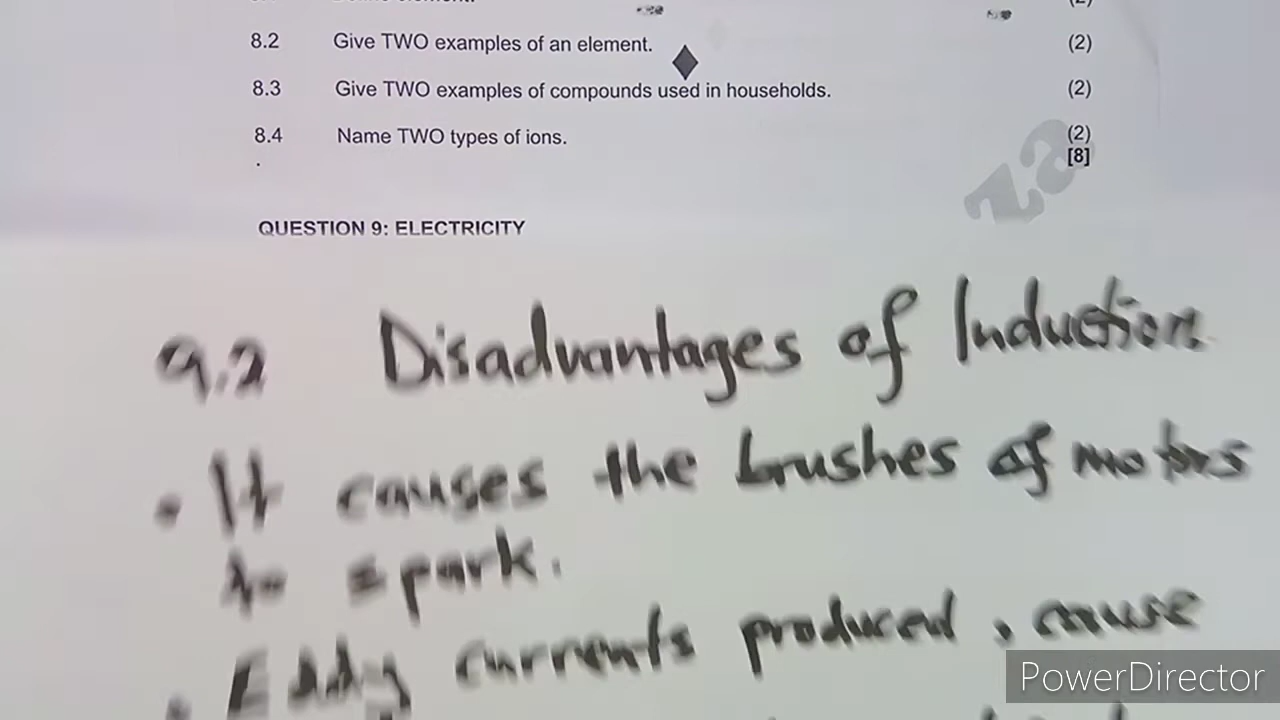 8.2 Give TWO examples of an element. (2)
8.3 Give TWO examples of compounds used in households. (2)
8.4 Name TWO types of ions. (2)
[8]
za
QUESTION 9: ELECTRICITY
9.2 Disadvantages of Induction
• It causes the brushes of motors
to spark.
• Eddy currents produced, cause
PowerDirector